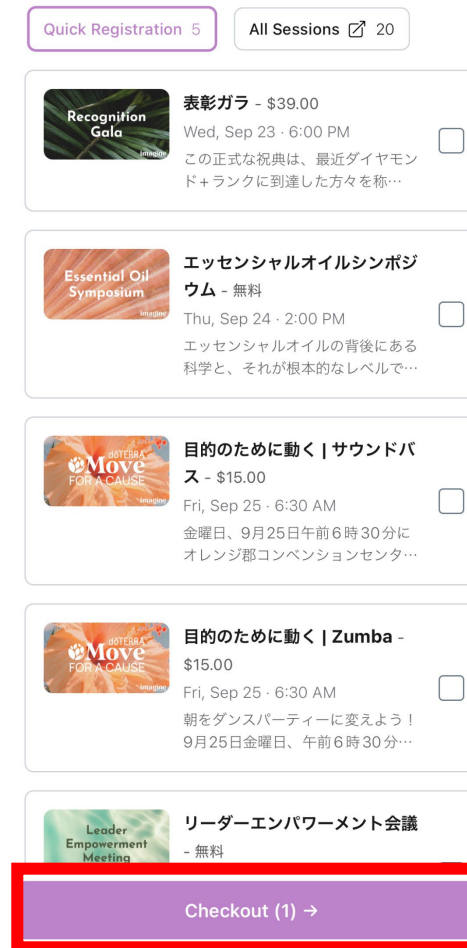 Quick Registration 5
All Sessions 20
Recognition
Gala
imagine
表彰ガラ - $39.00
Wed, Sep 23 · 6:00 PM
この正式な祝典は、最近ダイヤモン
ド+ランクに到達した方々を称…
Essential Oil
Symposium
imagine
エッセンシャルオイルシンポジ
ウム - 無料
Thu, Sep 24 · 2:00 PM
エッセンシャルオイルの背後にある
科学と、それが根本的なレベルで…
dōTERRA
Move
FOR A CAUSE
imagine
目的のために動く | サウンドバ
ス - $15.00
Fri, Sep 25 · 6:30 AM
金曜日、9月25日午前6時30分に
オレンジ郡コンベンションセンタ…
dōTERRA
Move
FOR A CAUSE
imagine
目的のために動く | Zumba -
$15.00
Fri, Sep 25 · 6:30 AM
朝をダンスパーティーに変えよう！
9月25日金曜日、午前6時30分…
Leader
Empowerment
Meeting
リーダーエンパワーメント会議
- 無料
Checkout (1) →